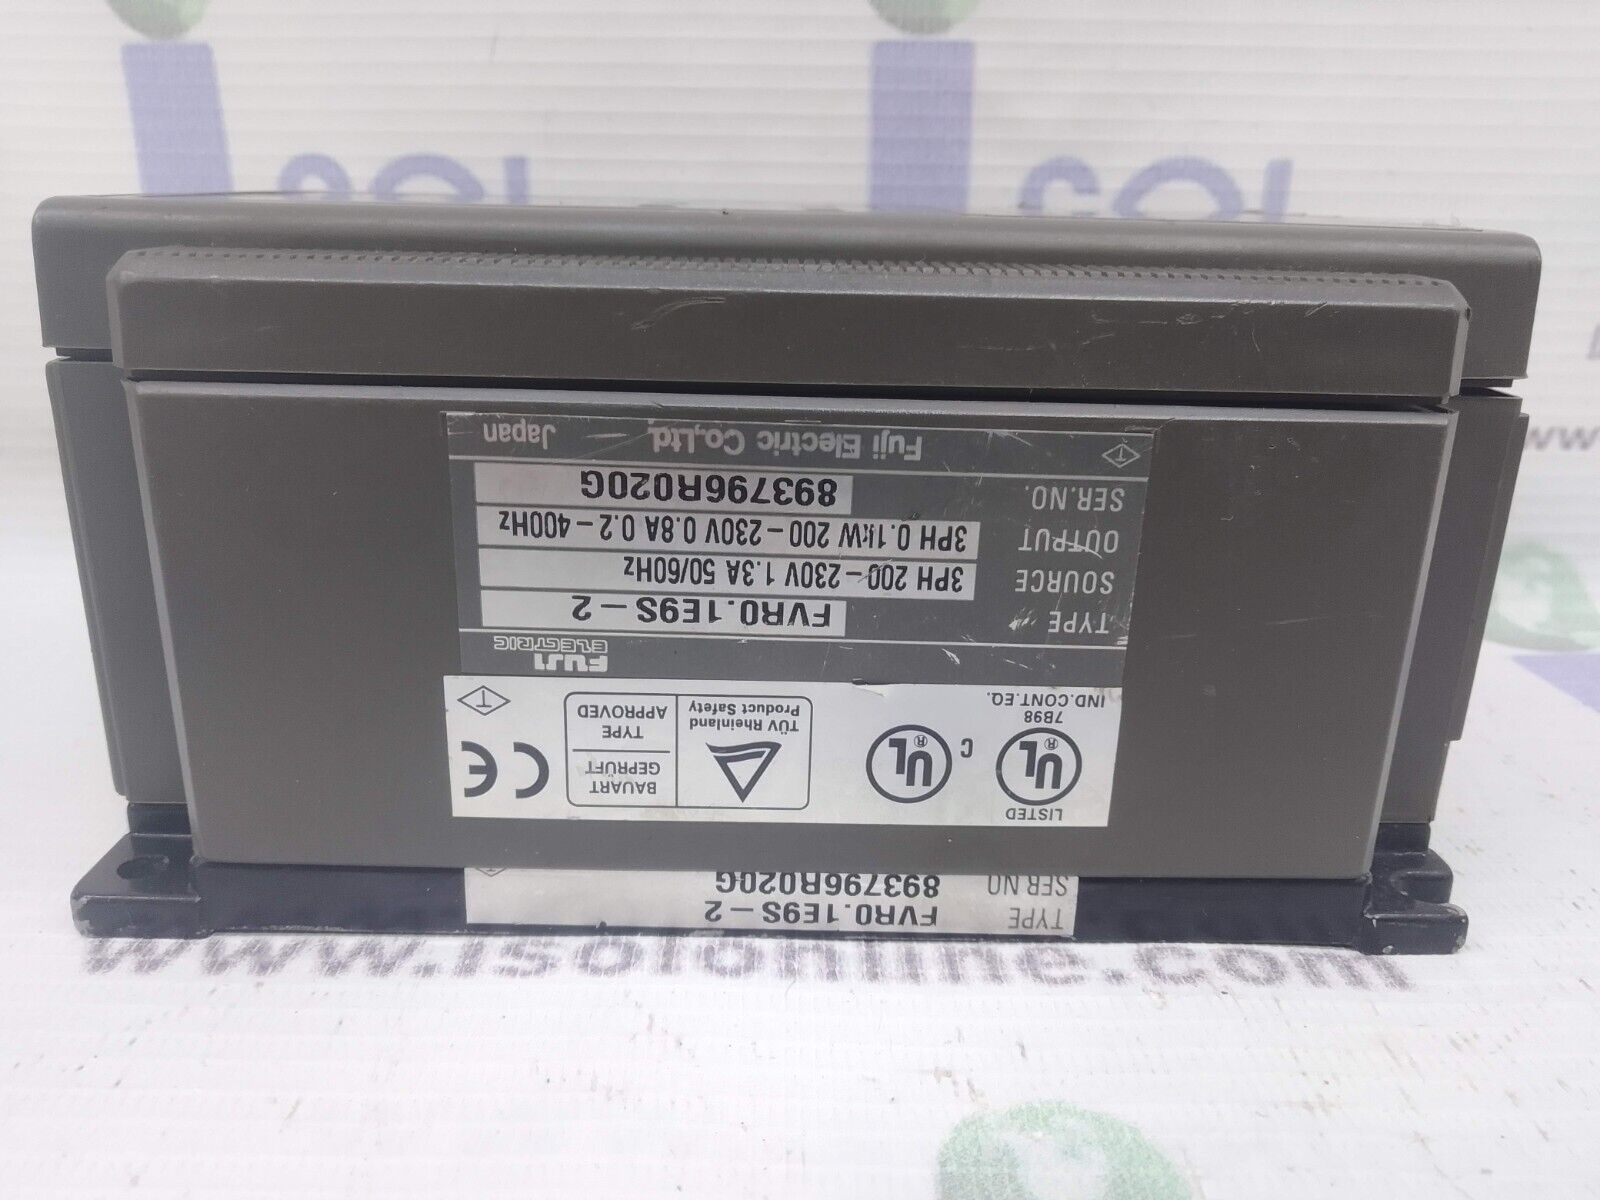 FUJI
ELECTRIC
TYPE FVR0.1E9S-2
SOURCE 3PH 200-230V 1.3A 50/60Hz
OUTPUT 3PH 0.1kW 200-230V 0.8A 0.2-400Hz
SER.NO. 893796R020G
Fuji Electric Co.,Ltd. Japan
LISTED
UL ®
7B98
IND.CONT.EQ.
C UL ®
TÜV Rheinland
Product Safety
BAUART
GEPRÜFT
TYPE
APPROVED
CE
T
TYPE FVR0.1E9S-2
SER.NO 893796R020G
www.isolonline.com